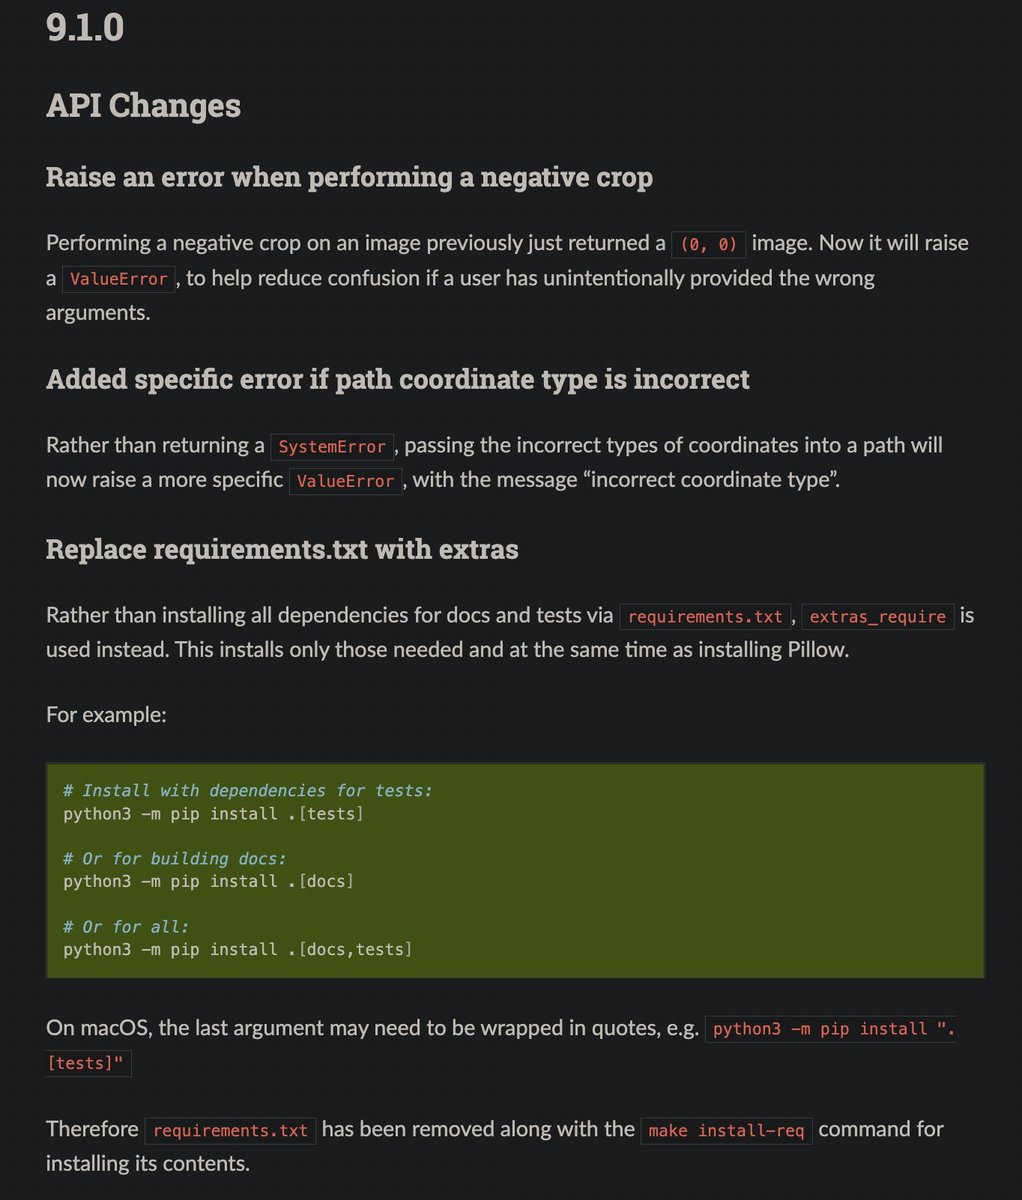 9.1.0
API Changes
Raise an error when performing a negative crop
Performing a negative crop on an image previously just returned a (0, 0) image. Now it will raise
a ValueError, to help reduce confusion if a user has unintentionally provided the wrong
arguments.
Added specific error if path coordinate type is incorrect
Rather than returning a SystemError, passing the incorrect types of coordinates into a path will
now raise a more specific ValueError, with the message “incorrect coordinate type”.
Replace requirements.txt with extras
Rather than installing all dependencies for docs and tests via requirements.txt, extras_require is
used instead. This installs only those needed and at the same time as installing Pillow.
For example:
# Install with dependencies for tests:
python3 -m pip install .[tests]
# Or for building docs:
python3 -m pip install .[docs]
# Or for all:
python3 -m pip install .[docs,tests]
On macOS, the last argument may need to be wrapped in quotes, e.g. python3 -m pip install ".
[tests]"
Therefore requirements.txt has been removed along with the make install-req command for
installing its contents.